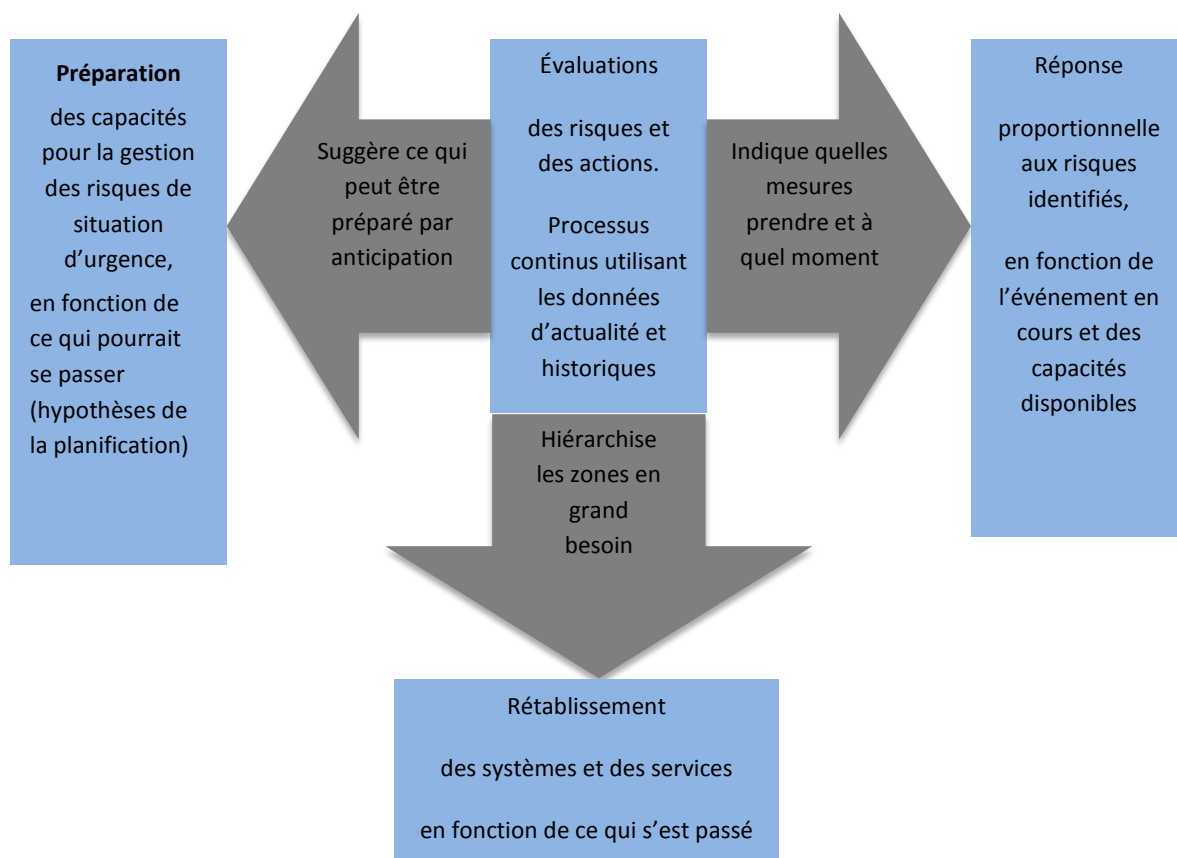 Préparation
des capacités
pour la gestion
des risques de
situation
d’urgence,
en fonction de
ce qui pourrait
se passer
(hypothèses de
la planification)
Suggère ce qui
peut être
préparé par
anticipation
Évaluations
des risques et
des actions.
Processus
continus utilisant
les données
d’actualité et
historiques
Indique quelles
mesures
prendre et à
quel moment
Réponse
proportionnelle
aux risques
identifiés,
en fonction de
l’événement en
cours et des
capacités
disponibles
Hiérarchise
les zones en
grand
besoin
Rétablissement
des systèmes et des services
en fonction de ce qui s’est passé